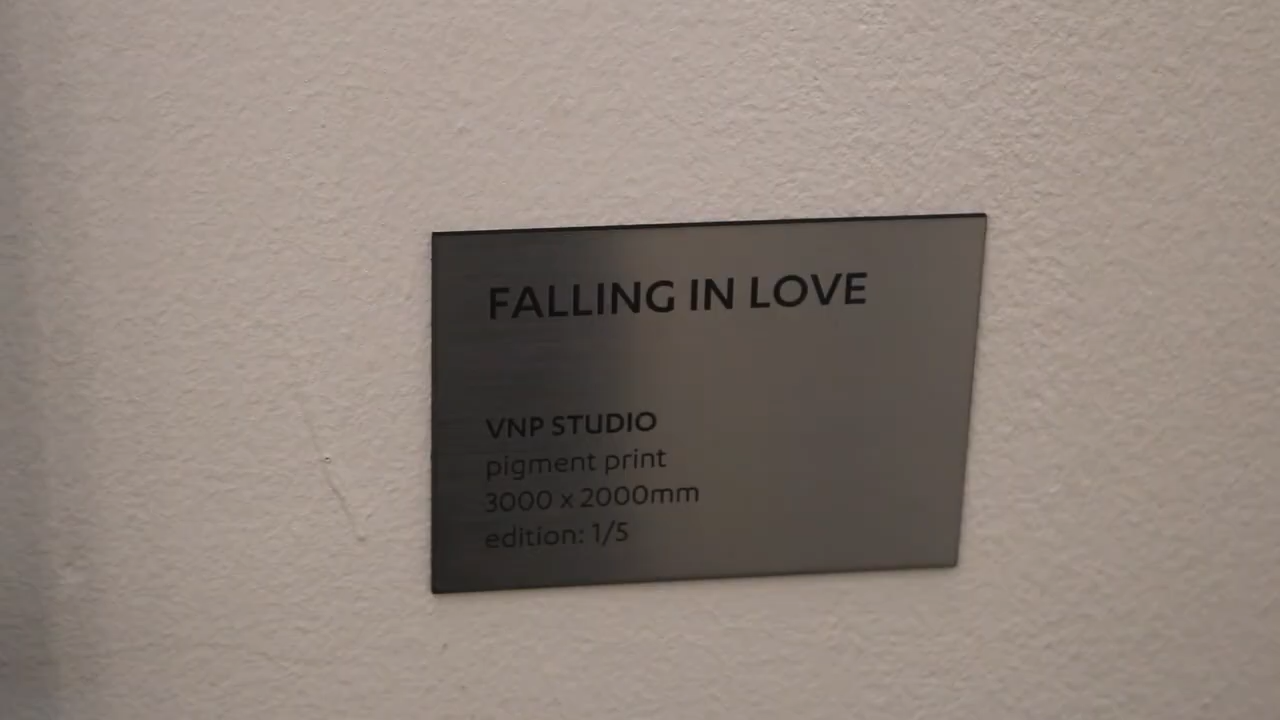 FALLING IN LOVE
VNP STUDIO
pigment print
3000 x 2000mm
edition: 1/5